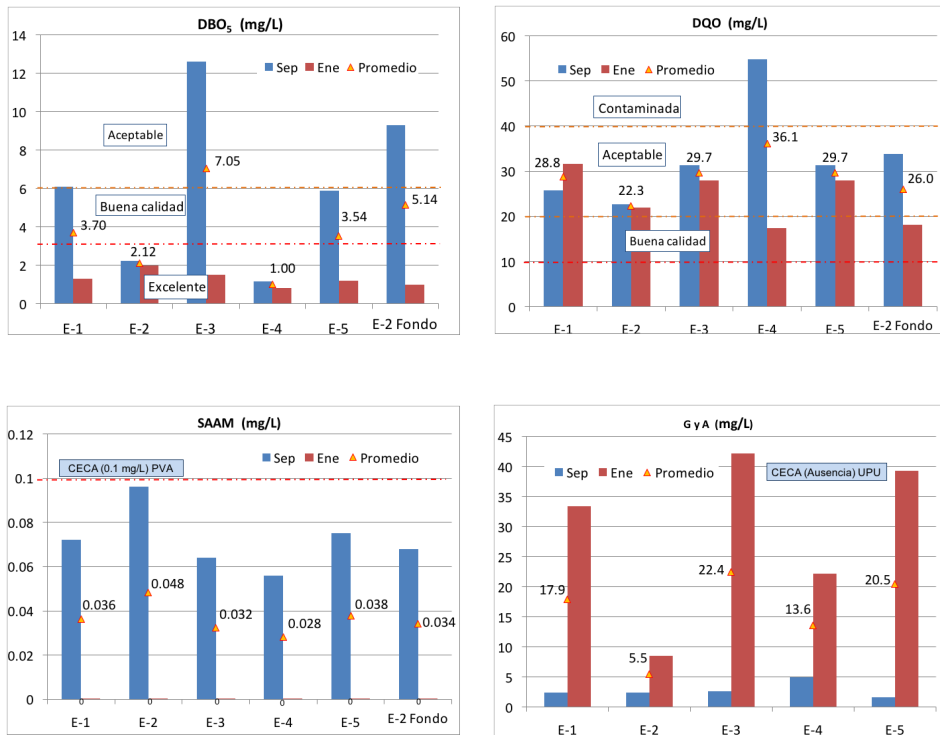 DBO₅ (mg/L)
14
12
10
8
6
4
2
0
Sep Ene Promedio
Aceptable
Buena calidad
Excelente
3.70
2.12
7.05
1.00
3.54
5.14
E-1 E-2 E-3 E-4 E-5 E-2 Fondo
DQO (mg/L)
60
50
40
30
20
10
0
Sep Ene Promedio
Contaminada
Aceptable
Buena calidad
28.8
22.3
29.7
36.1
29.7
26.0
E-1 E-2 E-3 E-4 E-5 E-2 Fondo
SAAM (mg/L)
0.12
0.1
0.08
0.06
0.04
0.02
0
CECA (0.1 mg/L) PVA
Sep Ene Promedio
0.036
0.048
0.032
0.028
0.038
0.034
0 0 0 0 0 0
E-1 E-2 E-3 E-4 E-5 E-2 Fondo
G y A (mg/L)
45
40
35
30
25
20
15
10
5
0
Sep Ene Promedio
CECA (Ausencia) UPU
17.9
5.5
22.4
13.6
20.5
E-1 E-2 E-3 E-4 E-5